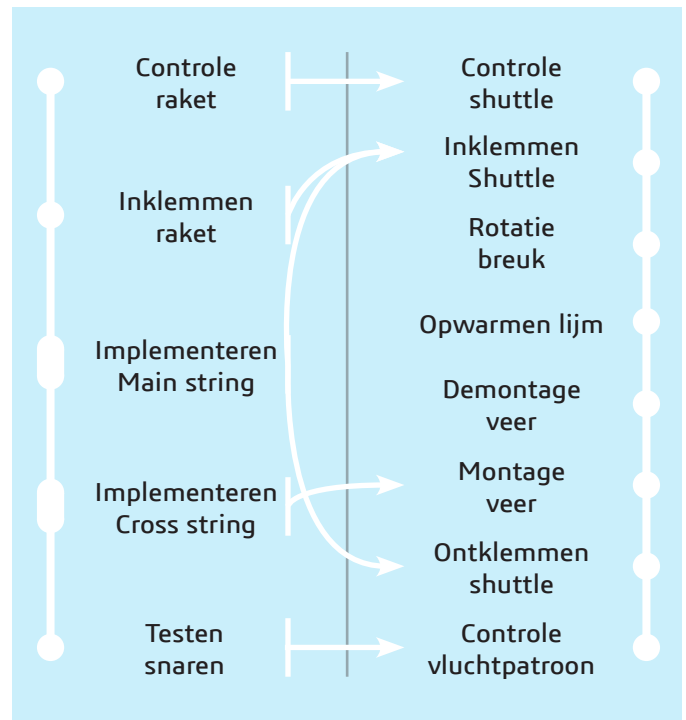 Controle
raket
Inklemmen
raket
Implementeren
Main string
Implementeren
Cross string
Testen
snaren
Controle
shuttle
Inklemmen
Shuttle
Rotatie
breuk
Opwarmen lijm
Demontage
veer
Montage
veer
Ontklemmen
shuttle
Controle
vluchtpatroon